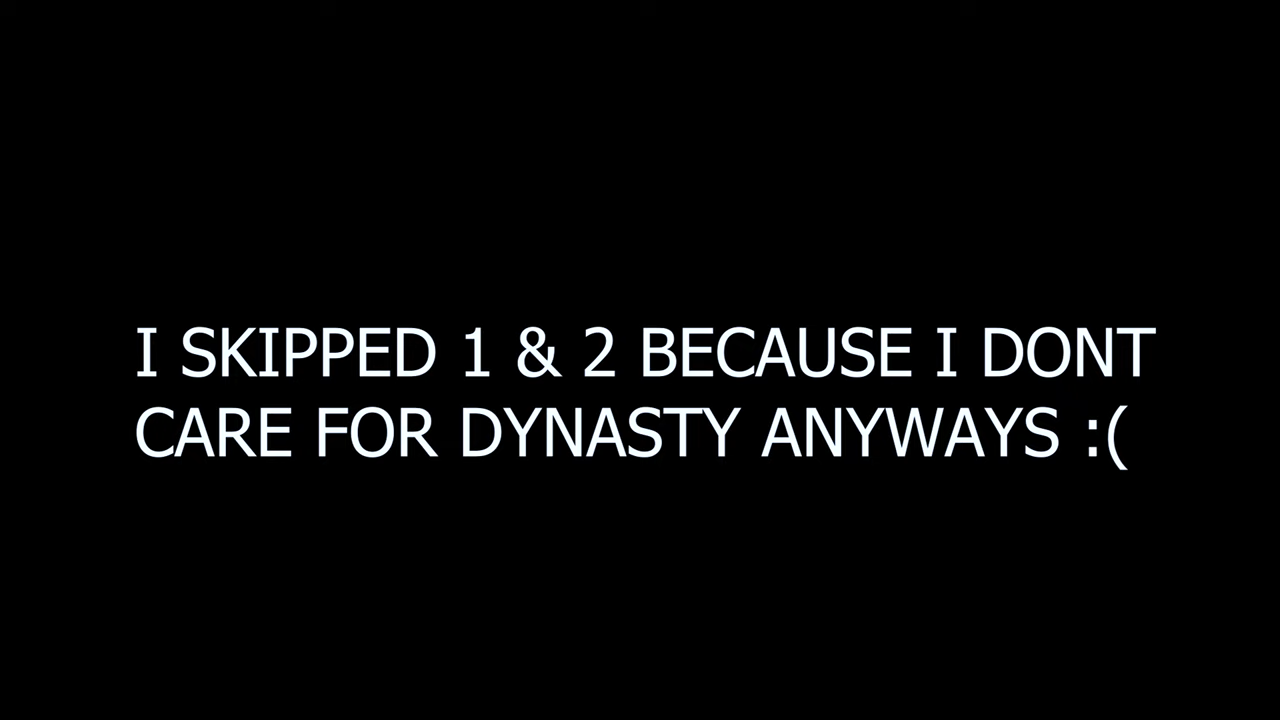 I SKIPPED 1 & 2 BECAUSE I DONT
CARE FOR DYNASTY ANYWAYS :(